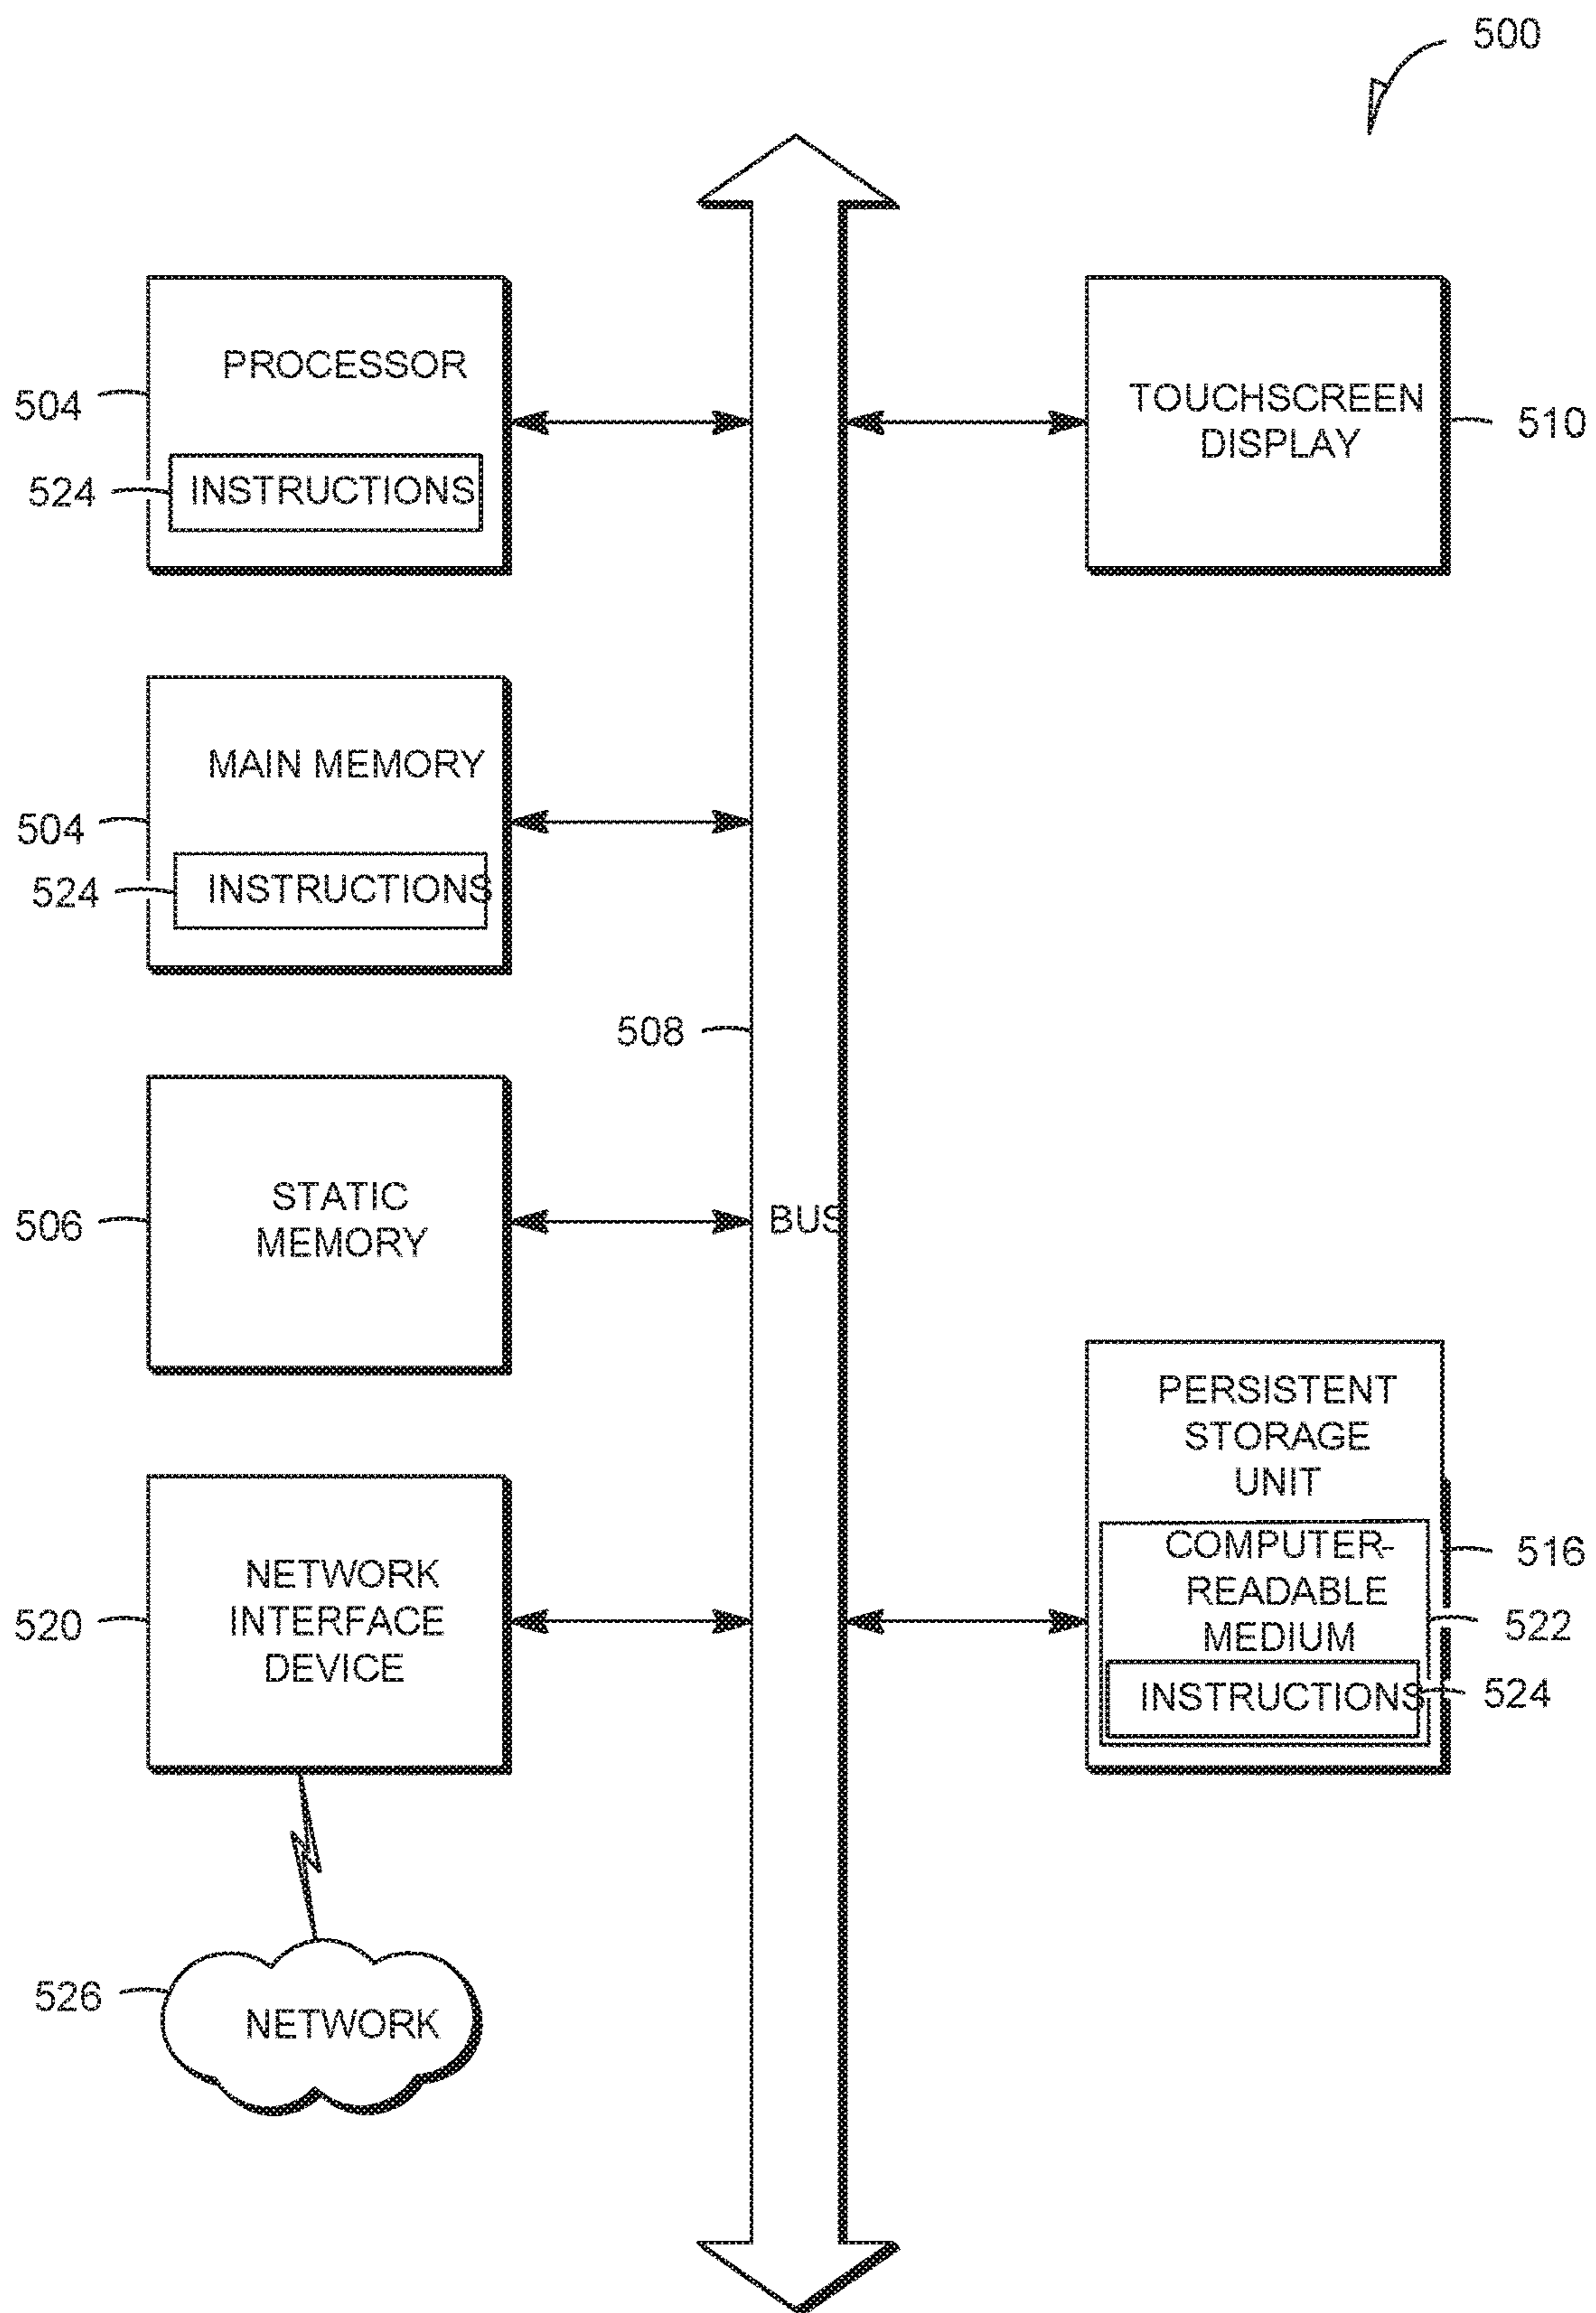 500
PROCESSOR
504
524
INSTRUCTIONS
TOUCHSCREEN
DISPLAY
510
MAIN MEMORY
504
524
INSTRUCTIONS
508
STATIC
MEMORY
506
BUS
PERSISTENT
STORAGE
UNIT
COMPUTER-
READABLE
MEDIUM
516
522
INSTRUCTIONS
524
NETWORK
INTERFACE
DEVICE
520
526
NETWORK